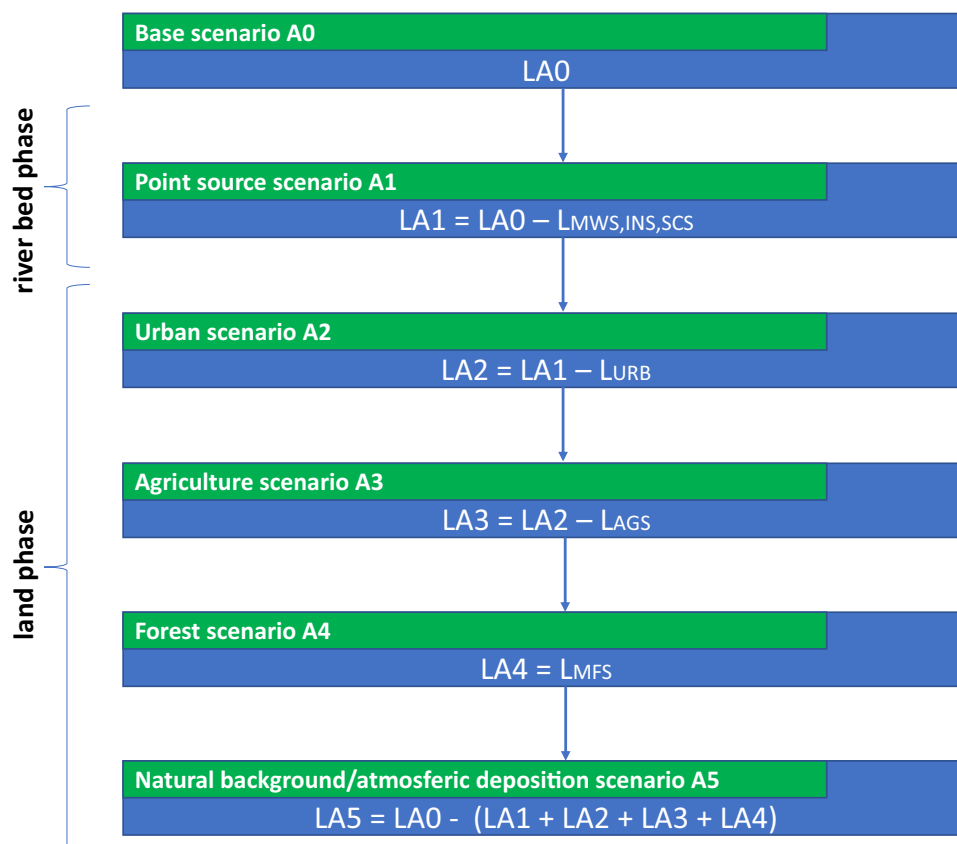 Base scenario A0
LA0
river bed phase
Point source scenario A1
LA1 = LA0 – LMWS,INS,SCS
Urban scenario A2
LA2 = LA1 – LURB
Agriculture scenario A3
LA3 = LA2 – LAGS
land phase
Forest scenario A4
LA4 = LMFS
Natural background/atmosferic deposition scenario A5
LA5 = LA0 - (LA1 + LA2 + LA3 + LA4)